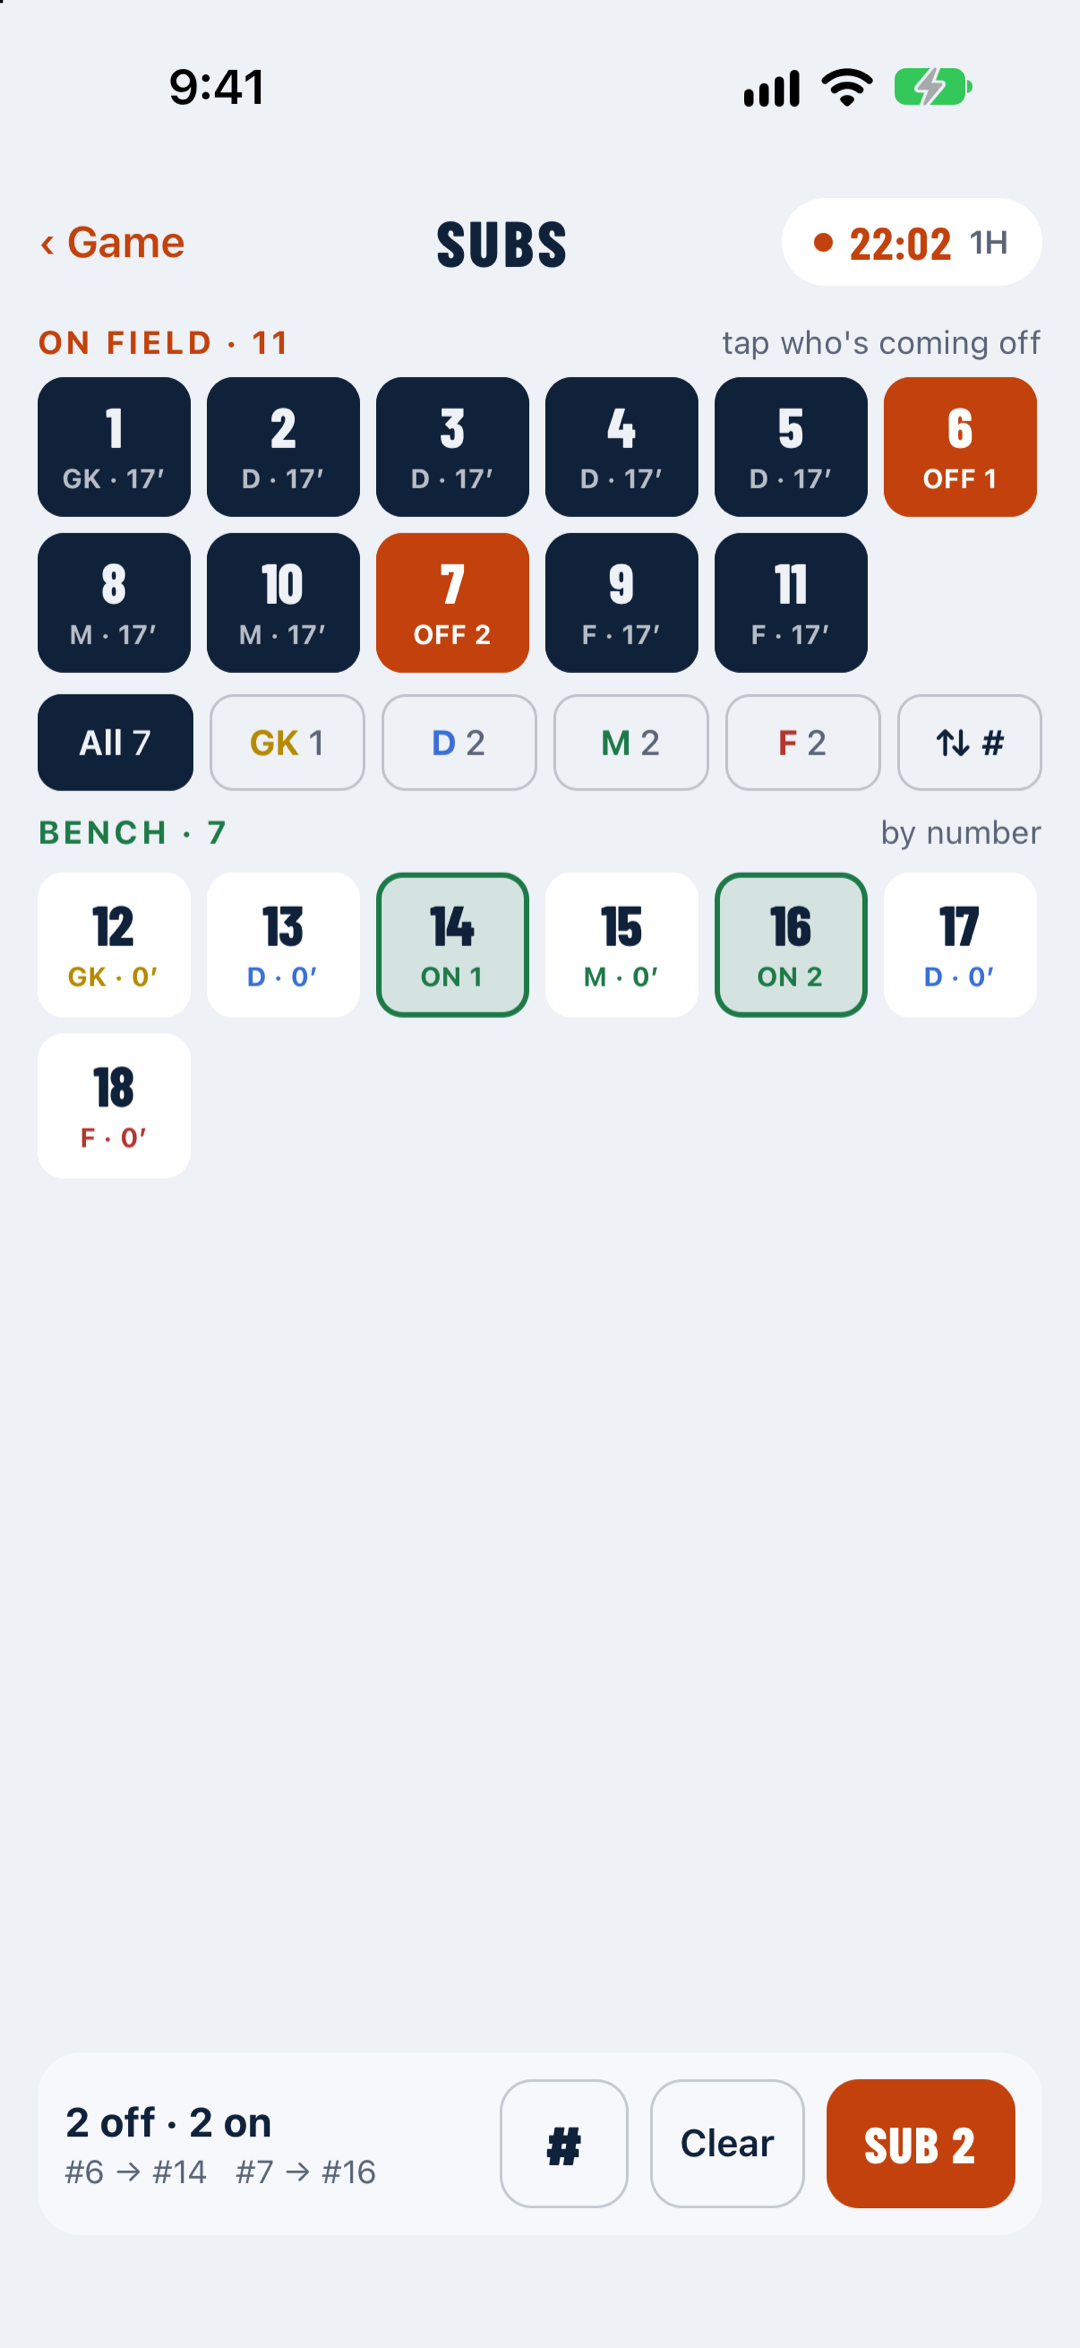 9:41
‹ Game
SUBS
22:02 1H
ON FIELD · 11
tap who's coming off
1
GK · 17′
2
D · 17′
3
D · 17′
4
D · 17′
5
D · 17′
6
OFF 1
8
M · 17′
10
M · 17′
7
OFF 2
9
F · 17′
11
F · 17′
All 7
GK 1
D 2
M 2
F 2
↑↓ #
BENCH · 7
by number
12
GK · 0′
13
D · 0′
14
ON 1
15
M · 0′
16
ON 2
17
D · 0′
18
F · 0′
2 off · 2 on
#6 → #14 #7 → #16
#
Clear
SUB 2